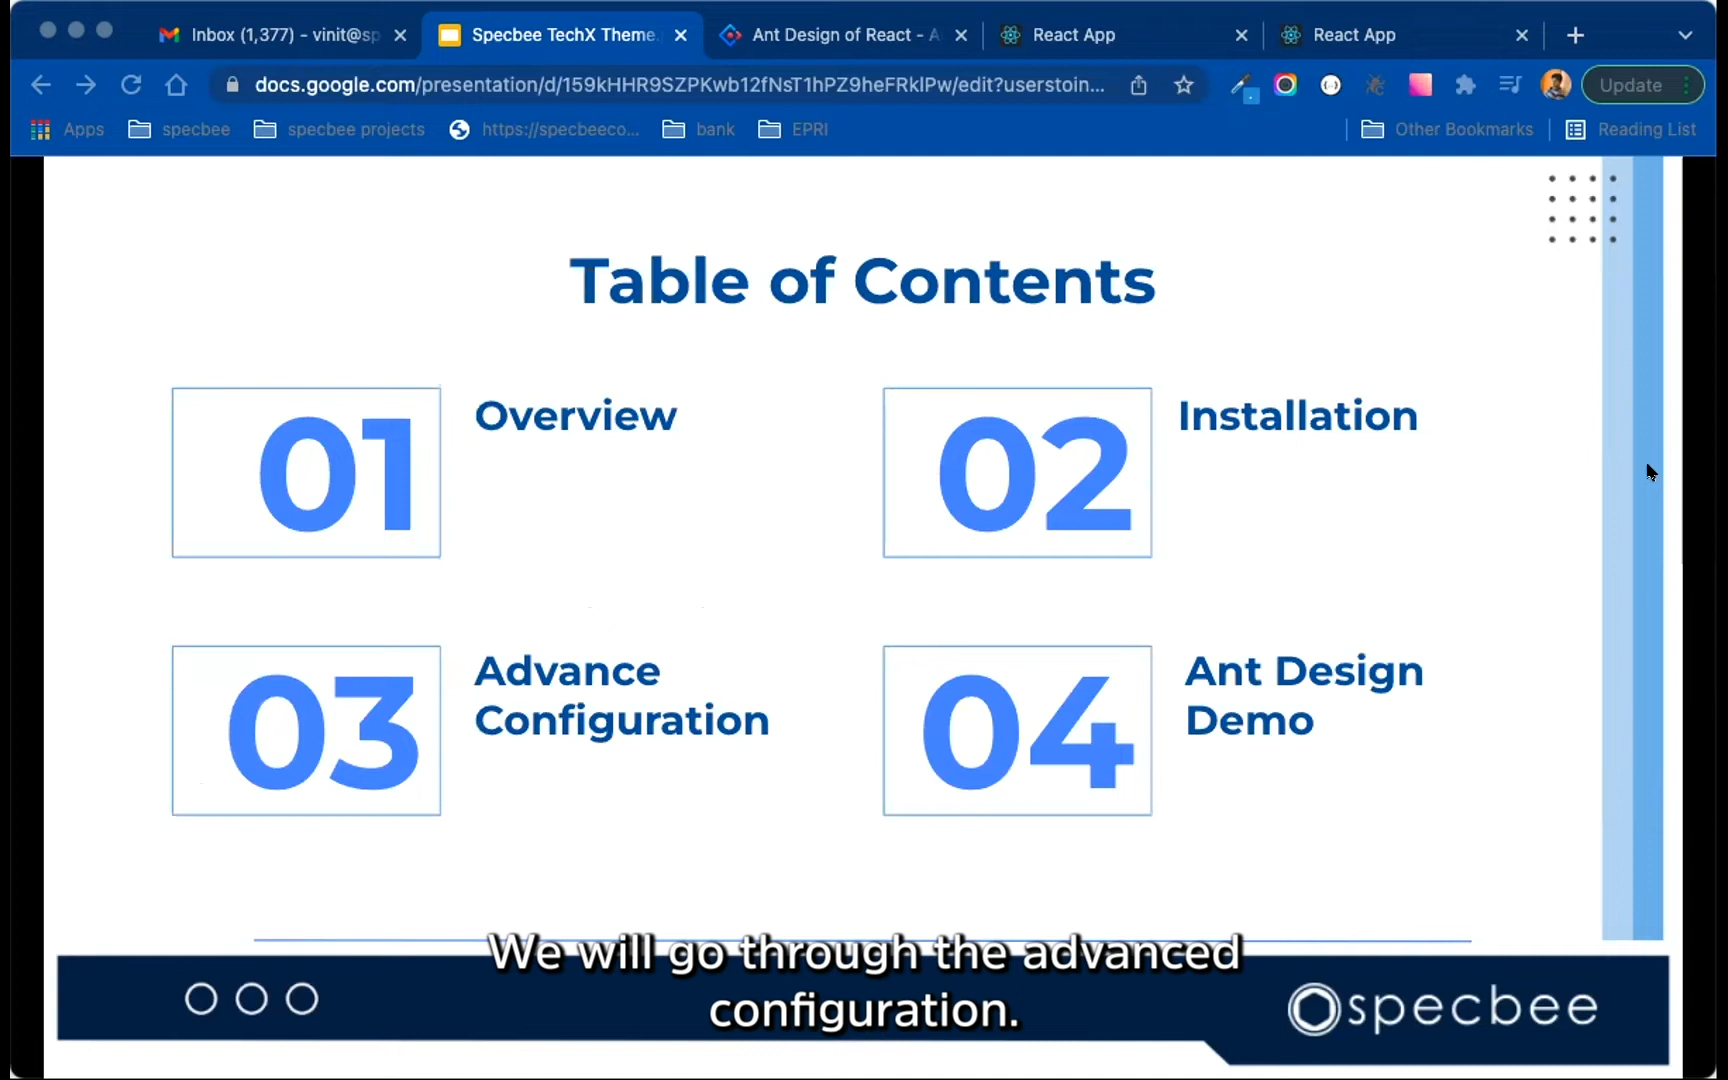 Inbox (1,377) - vinit@sp
Specbee TechX Theme.
Ant Design of React - A
React App
React App
docs.google.com/presentation/d/159kHHR9SZPKwb12fNsT1hPZ9heFRklPw/edit?userstoin...
Update
Apps
specbee
specbee projects
https://specbeeco...
bank
EPRI
Other Bookmarks
Reading List
Table of Contents
01
Overview
02
Installation
03
Advance
Configuration
04
Ant Design
Demo
We will go through the advanced
configuration.
specbee